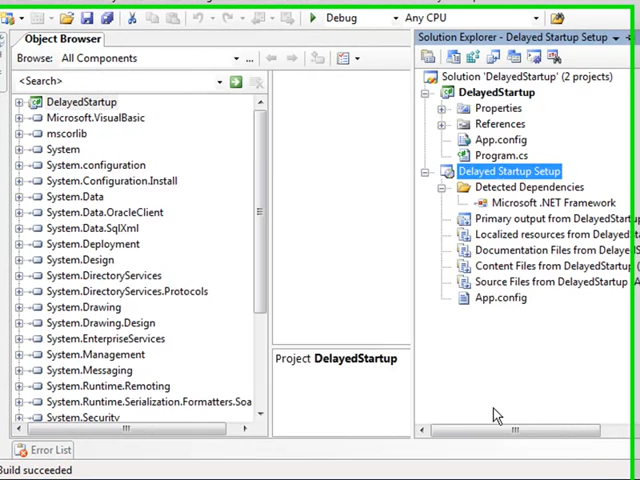 Debug
Any CPU
Object Browser
Browse: All Components
...
<Search>
DelayedStartup
Microsoft.VisualBasic
mscorlib
System
System.configuration
System.Configuration.Install
System.Data
System.Data.OracleClient
System.Data.SqlXml
System.Deployment
System.Design
System.DirectoryServices
System.DirectoryServices.Protocols
System.Drawing
System.Drawing.Design
System.EnterpriseServices
System.Management
System.Messaging
System.Runtime.Remoting
System.Runtime.Serialization.Formatters.Soa
System.Security
Project DelayedStartup
Solution Explorer - Delayed Startup Setup
Solution 'DelayedStartup' (2 projects)
DelayedStartup
Properties
References
App.config
Program.cs
Delayed Startup Setup
Detected Dependencies
Microsoft .NET Framework
Primary output from DelayedStartup
Localized resources from DelayedSta
Documentation Files from DelayedS
Content Files from DelayedStartup (
Source Files from DelayedStartup (A
App.config
Error List
Build succeeded